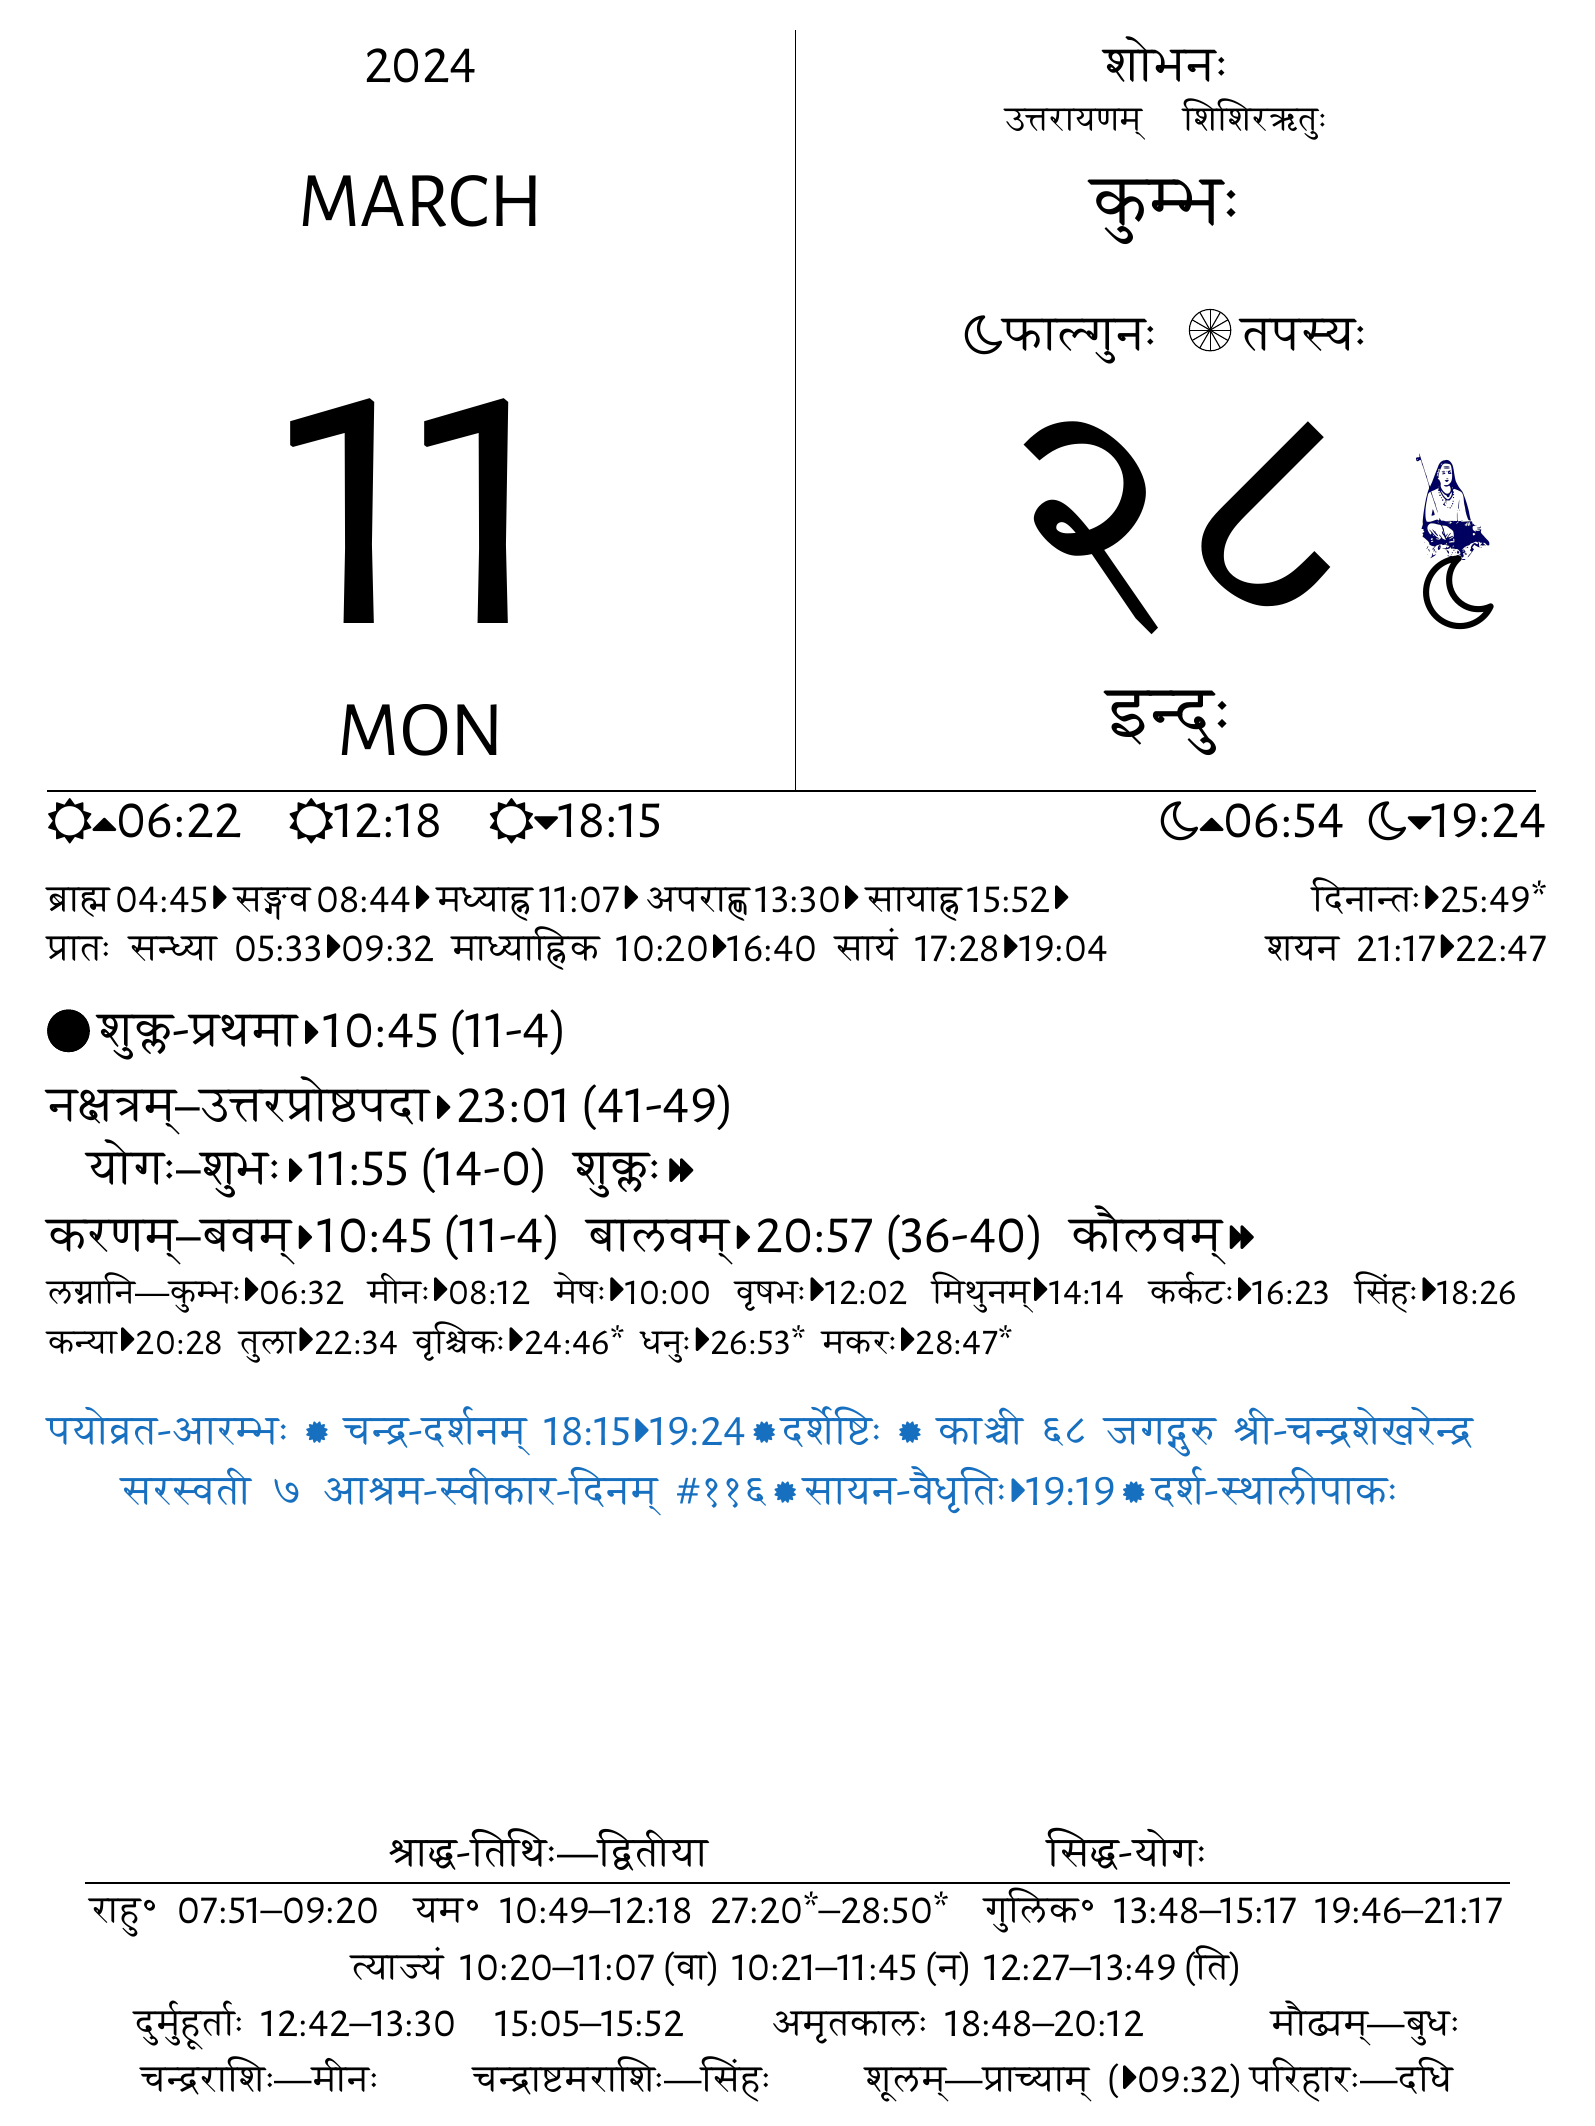 2024
MARCH
11
MON
शोभनः
उत्तरायणम् शिशिरऋतुः
कुम्भः
फाल्गुनः तपस्यः
२८
इन्दुः
06:22 12:18 18:15 06:54 19:24
ब्राह्म 04:45 सङ्गव 08:44 मध्याह्न 11:07 अपराह्ण 13:30 सायाह्न 15:52 दिनान्तः 25:49*
प्रातः सन्ध्या 05:33 09:32 माध्याह्निक 10:20 16:40 सायं 17:28 19:04 शयन 21:17 22:47
शुक्ल-प्रथमा 10:45 (11-4)
नक्षत्रम्–उत्तरप्रोष्ठपदा 23:01 (41-49)
योगः–शुभः 11:55 (14-0) शुक्लः
करणम्–बवम् 10:45 (11-4) बालवम् 20:57 (36-40) कौलवम्
लग्नानि—कुम्भः 06:32 मीनः 08:12 मेषः 10:00 वृषभः 12:02 मिथुनम् 14:14 कर्कटः 16:23 सिंहः 18:26
कन्या 20:28 तुला 22:34 वृश्चिकः 24:46* धनुः 26:53* मकरः 28:47*
पयोव्रत-आरम्भः चन्द्र-दर्शनम् 18:15 19:24 दर्शेष्टिः काञ्ची ६८ जगद्गुरु श्री-चन्द्रशेखरेन्द्र
सरस्वती ७ आश्रम-स्वीकार-दिनम् #११६ सायन-वैधृतिः 19:19 दर्श-स्थालीपाकः
श्राद्ध-तिथिः—द्वितीया सिद्ध-योगः
राहु॰ 07:51–09:20 यम॰ 10:49–12:18 27:20*–28:50* गुलिक॰ 13:48–15:17 19:46–21:17
त्याज्यं 10:20–11:07 (वा) 10:21–11:45 (न) 12:27–13:49 (ति)
दुर्मुहूर्ताः 12:42–13:30 15:05–15:52 अमृतकालः 18:48–20:12 मौढ्यम्—बुधः
चन्द्रराशिः—मीनः चन्द्राष्टमराशिः—सिंहः शूलम्—प्राच्याम् (09:32) परिहारः—दधि